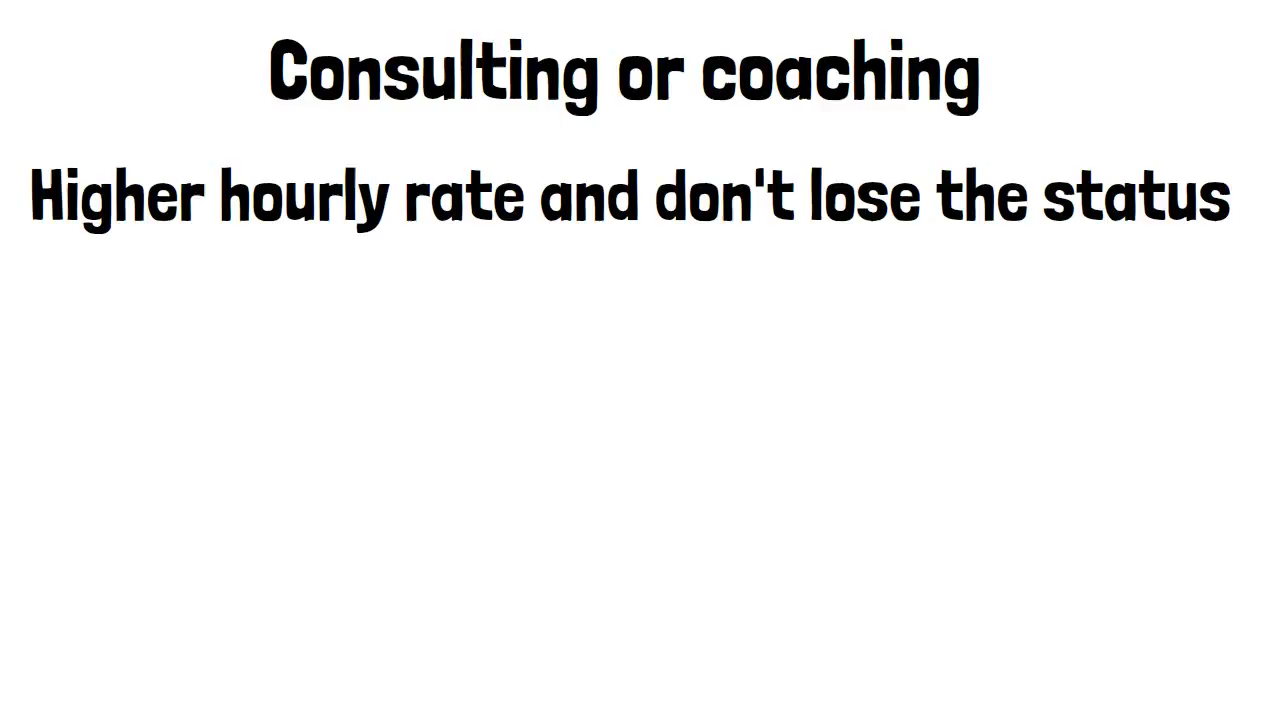 Consulting or coaching
Higher hourly rate and don't lose the status